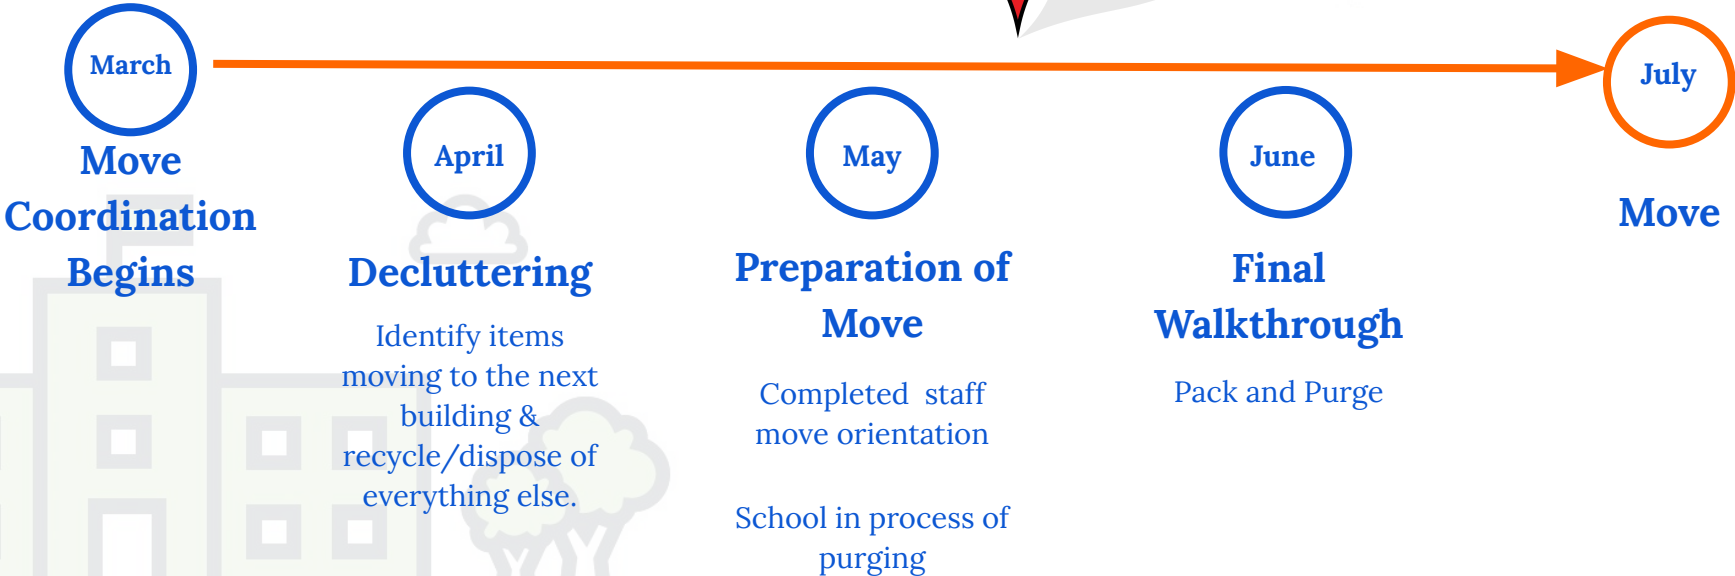 March
Move
Coordination
Begins
April
Decluttering
Identify items
moving to the next
building &
recycle/dispose of
everything else.
May
Preparation of
Move
Completed  staff
move orientation
School in process of
purging
June
Final
Walkthrough
Pack and Purge
July
Move